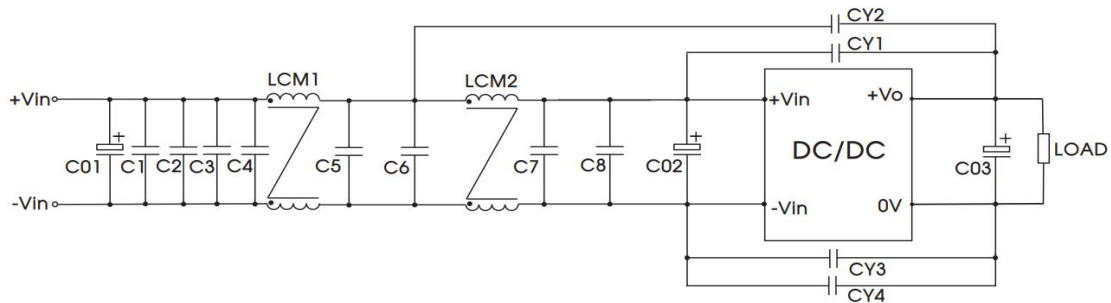 CY2
CY1
LCM1
LCM2
+Vin
+Vin
+Vo
+
+
+
C01
C1
C2
C3
C4
C5
C6
C7
C8
C02
DC/DC
C03
LOAD
-Vin
-Vin
0V
CY3
CY4